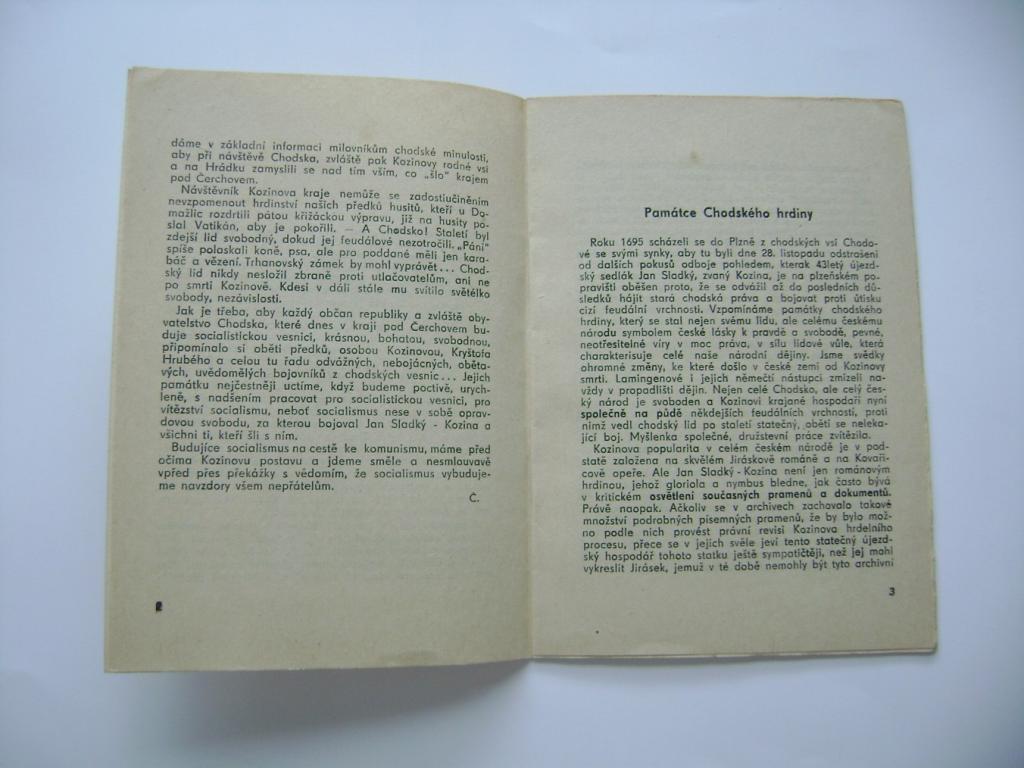 dáme v základní informaci milovníkům chodské minulosti,
aby při návštěvě Chodska, zvláště pak Kozinovy rodné vsi
a na Hrádku zamyslili se nad tím vším, co „šlo" krajem
pod Čerchovem.
Návštěvník Kozinova kraje nemůže se zadostiučiněním
nevzpomenout hrdinství našich předků husitů, kteří u Do-
mažlic rozdrtili pátou křižáckou výpravu, již na husity po-
slal Vatikán, aby je pokořili. — A Chodsko! Staletí byl
zdejší lid svobodný, dokud jej feudálové nezotročili. „Páni"
spíše polaskali koně, psa, ale pro poddané měli jen kara-
báč a vězení. Trhanovský zámek by mohl vyprávět... Chod-
ský lid nikdy nesložil zbraně proti utlačovatelům, ani ne
po smrti Kozinově. Kdesi v dáli stále mu svítilo světélko
svobody, nezávislosti.
Jak je třeba, aby každý občan republiky a zvláště oby-
vatelstvo Chodska, které dnes v kraji pod Čerchovem bu-
duje socialistickou vesnici, krásnou, bohatou, svobodnou,
připomínalo si oběti předků, osobou Kozinovou, Kryštofa
Hrubého a celou tu řadu odvážných, nebojácných, oběta-
vých, uvědomělých bojovníků z chodských vesnic... Jejich
památku nejčestněji uctíme, když budeme poctivě, urych-
leně, s nadšením pracovat pro socialistickou vesnici, pro
vítězství socialismu, neboť socialismus nese v sobě oprav-
dovou svobodu, za kterou bojoval Jan Sladký - Kozina a
všichni ti, kteří šli s ním.
Budujíce socialismus na cestě ke komunismu, máme před
očima Kozinovu postavu a jdeme směle a nesmlouvavě
vpřed přes překážky s vědomím, že socialismus vybuduje-
me navzdory všem nepřátelům.
Č.
2
Památce Chodského hrdiny
Roku 1695 scházeli se do Plzně z chodských vsí Chodo-
vé se svými synky, aby tu byli dne 28. listopadu odstrašeni
od dalších pokusů odboje pohledem, kterak 43letý újezd-
ský sedlák Jan Sladký, zvaný Kozina, je na plzeňském po-
pravišti oběšen proto, že se odvážil až do posledních dů-
sledků hájit stará chodská práva a bojovat proti útisku
cizí feudální vrchnosti. Vzpomínáme památky chodského
hrdiny, který se stal nejen svému lidu, ale celému českému
národu symbolem české lásky k pravdě a svobodě, pevné,
neotřesitelné víry v moc práva, v sílu lidové vůle, která
charakterisuje celé naše národní dějiny. Jsme svědky
ohromné změny, ke které došlo v české zemi od Kozinovy
smrti. Lamingenové i jejich němečtí nástupci zmizeli na-
vždy v propadlišti dějin. Nejen celé Chodsko, ale celý čes-
ký národ je svoboden a Kozinovi krajané hospodaří nyní
společně na půdě někdejších feudálních vrchností, proti
nimž vedl chodský lid po staletí statečný, oběti se nelekа-
jící boj. Myšlenka společné, družstevní práce zvítězila.
Kozinova popularita v celém českém národě je v pod-
statě založena na skvělém Jiráskově románě a na Kovařo-
vicově opeře. Ale Jan Sladký - Kozina není jen románovým
hrdinou, jehož gloriola a nymbus bledne, jak často bývá
v kritickém osvětlení současných pramenů a dokumentů.
Právě naopak. Ačkoliv se v archivech zachovalo takové
množství podrobných písemných pramenů, že by bylo mož-
no podle nich provést právní revisi Kozinova hrdelního
procesu, přece se v jejich světle jeví tento statečný újezd-
ský hospodář tohoto statku ještě sympatičtěji, než jej mohl
vykreslit Jirásek, jemuž v té době nemohly být tyto archivní
3